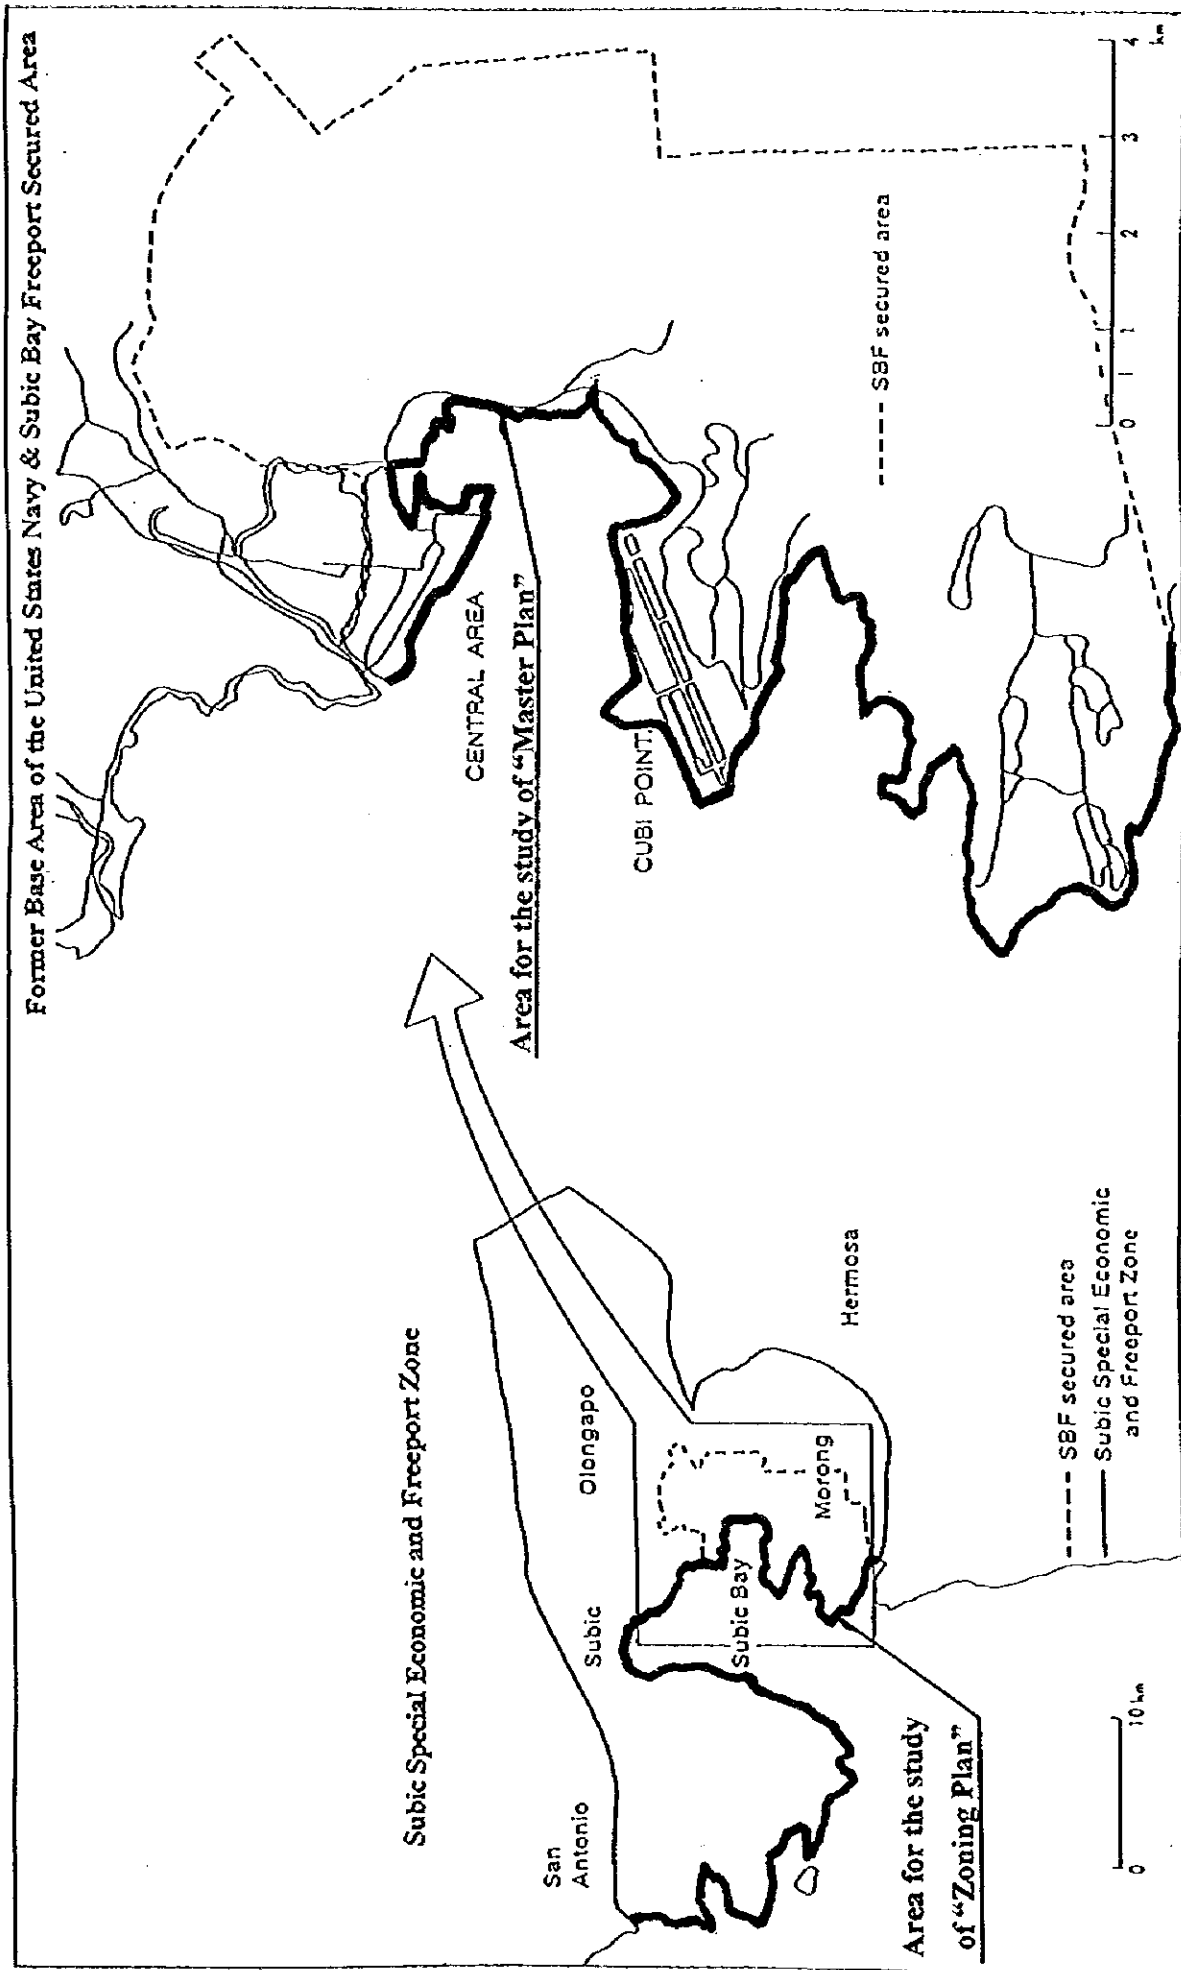 Former Base Area of the United States Navy & Subic Bay Freeport Secured Area
CENTRAL AREA
Area for the study of “Master Plan”
CUBI POINT
SBF secured area
0 1 1 2 3 4
km
Subic Special Economic and Freeport Zone
San
Antonio
Subic
Olongapo
Subic Bay
Morong
Hermosa
Area for the study
of “Zoning Plan”
SBF secured area
Subic Special Economic
and Freeport Zone
0 10 km